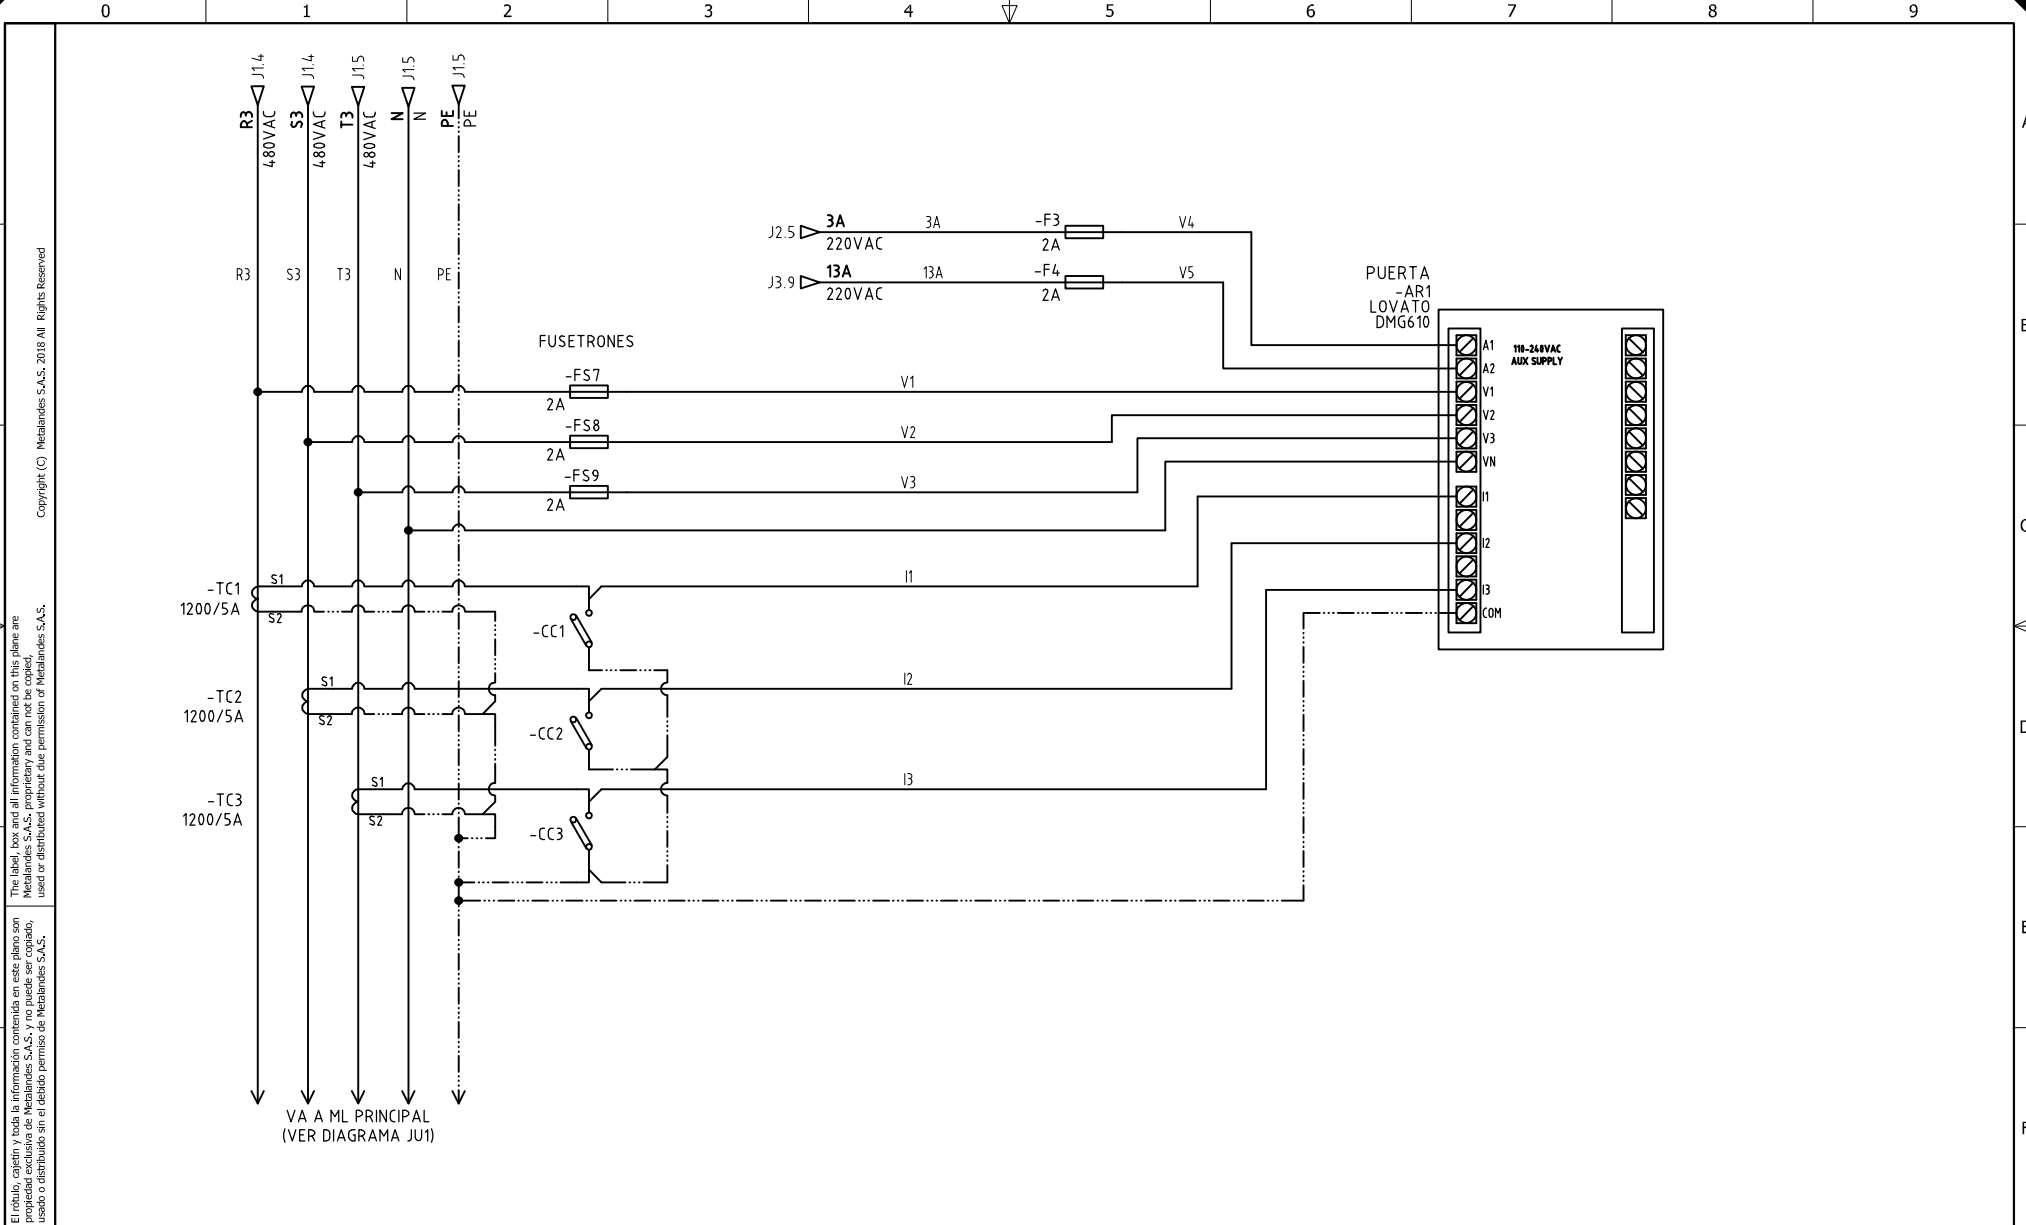 0 1 2 3 4 5 6 7 8 9
J1.4 J1.4 J1.5 J1.5 J1.5
R3 S3 T3 N PE
480VAC 480VAC 480VAC N PE
R3 S3 T3 N PE
J2.5 3A 3A -F3 V4
220VAC 2A
J3.9 13A 13A -F4 V5
220VAC 2A
PUERTA
-AR1
LOVATO
DMG610
110-240VAC
AUX SUPPLY
A1
A2
V1
V2
V3
VN
I1
I2
I3
COM
FUSETRONES
-FS7 V1
2A
-FS8 V2
2A
-FS9 V3
2A
-TC1 S1 I1
1200/5A S2
-CC1
-TC2 S1 I2
1200/5A S2
-CC2
-TC3 S1 I3
1200/5A S2
-CC3
VA A ML PRINCIPAL
(VER DIAGRAMA JU1)
Copyright (C) Metalandes S.A.S. 2018 All Rights Reserved
The label, box and all information contained on this plane are
Metalandes S.A.S. proprietary and can not be copied,
used or distributed without due permission of Metalandes S.A.S.
El rótulo, cajetín y toda la información contenida en este plano son
propiedad exclusiva de Metalandes S.A.S. y no puede ser copiado,
usado o distribuido sin el debido permiso de Metalandes S.A.S.